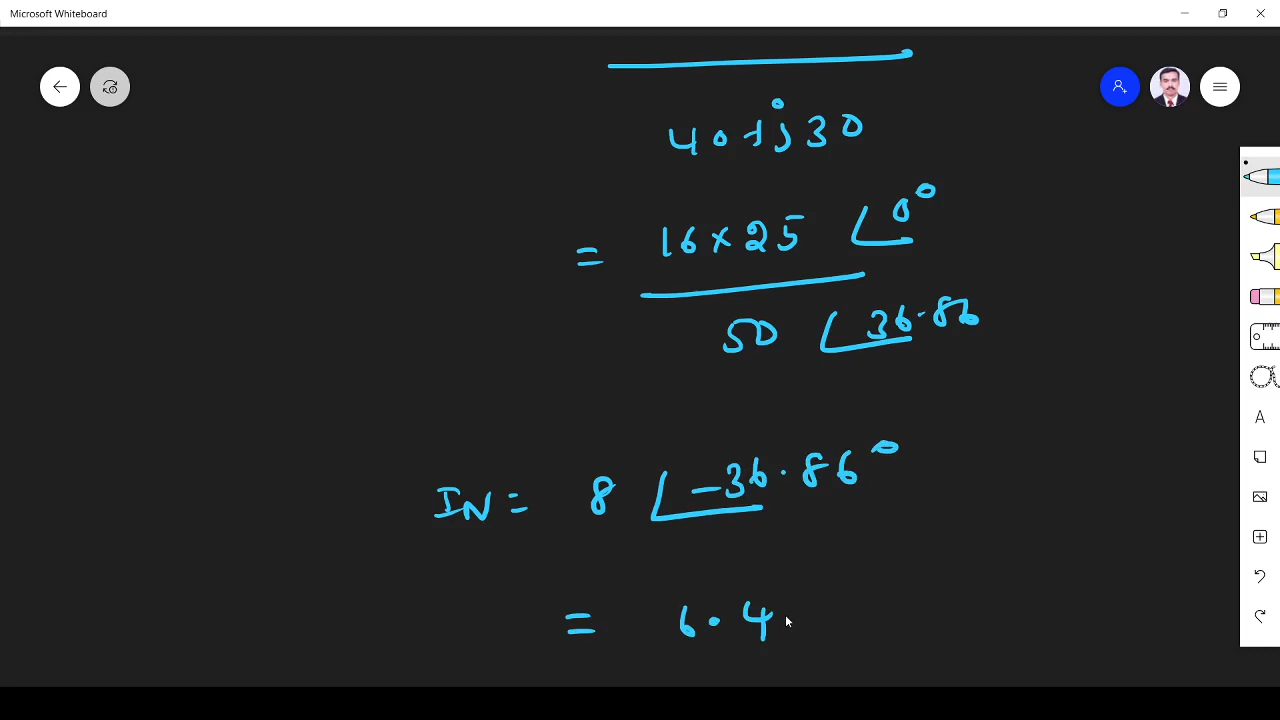 Microsoft Whiteboard
40+j30
= 16×25 ∠0°
50 ∠36.86
IN = 8 ∠-36.86°
= 6.4
A